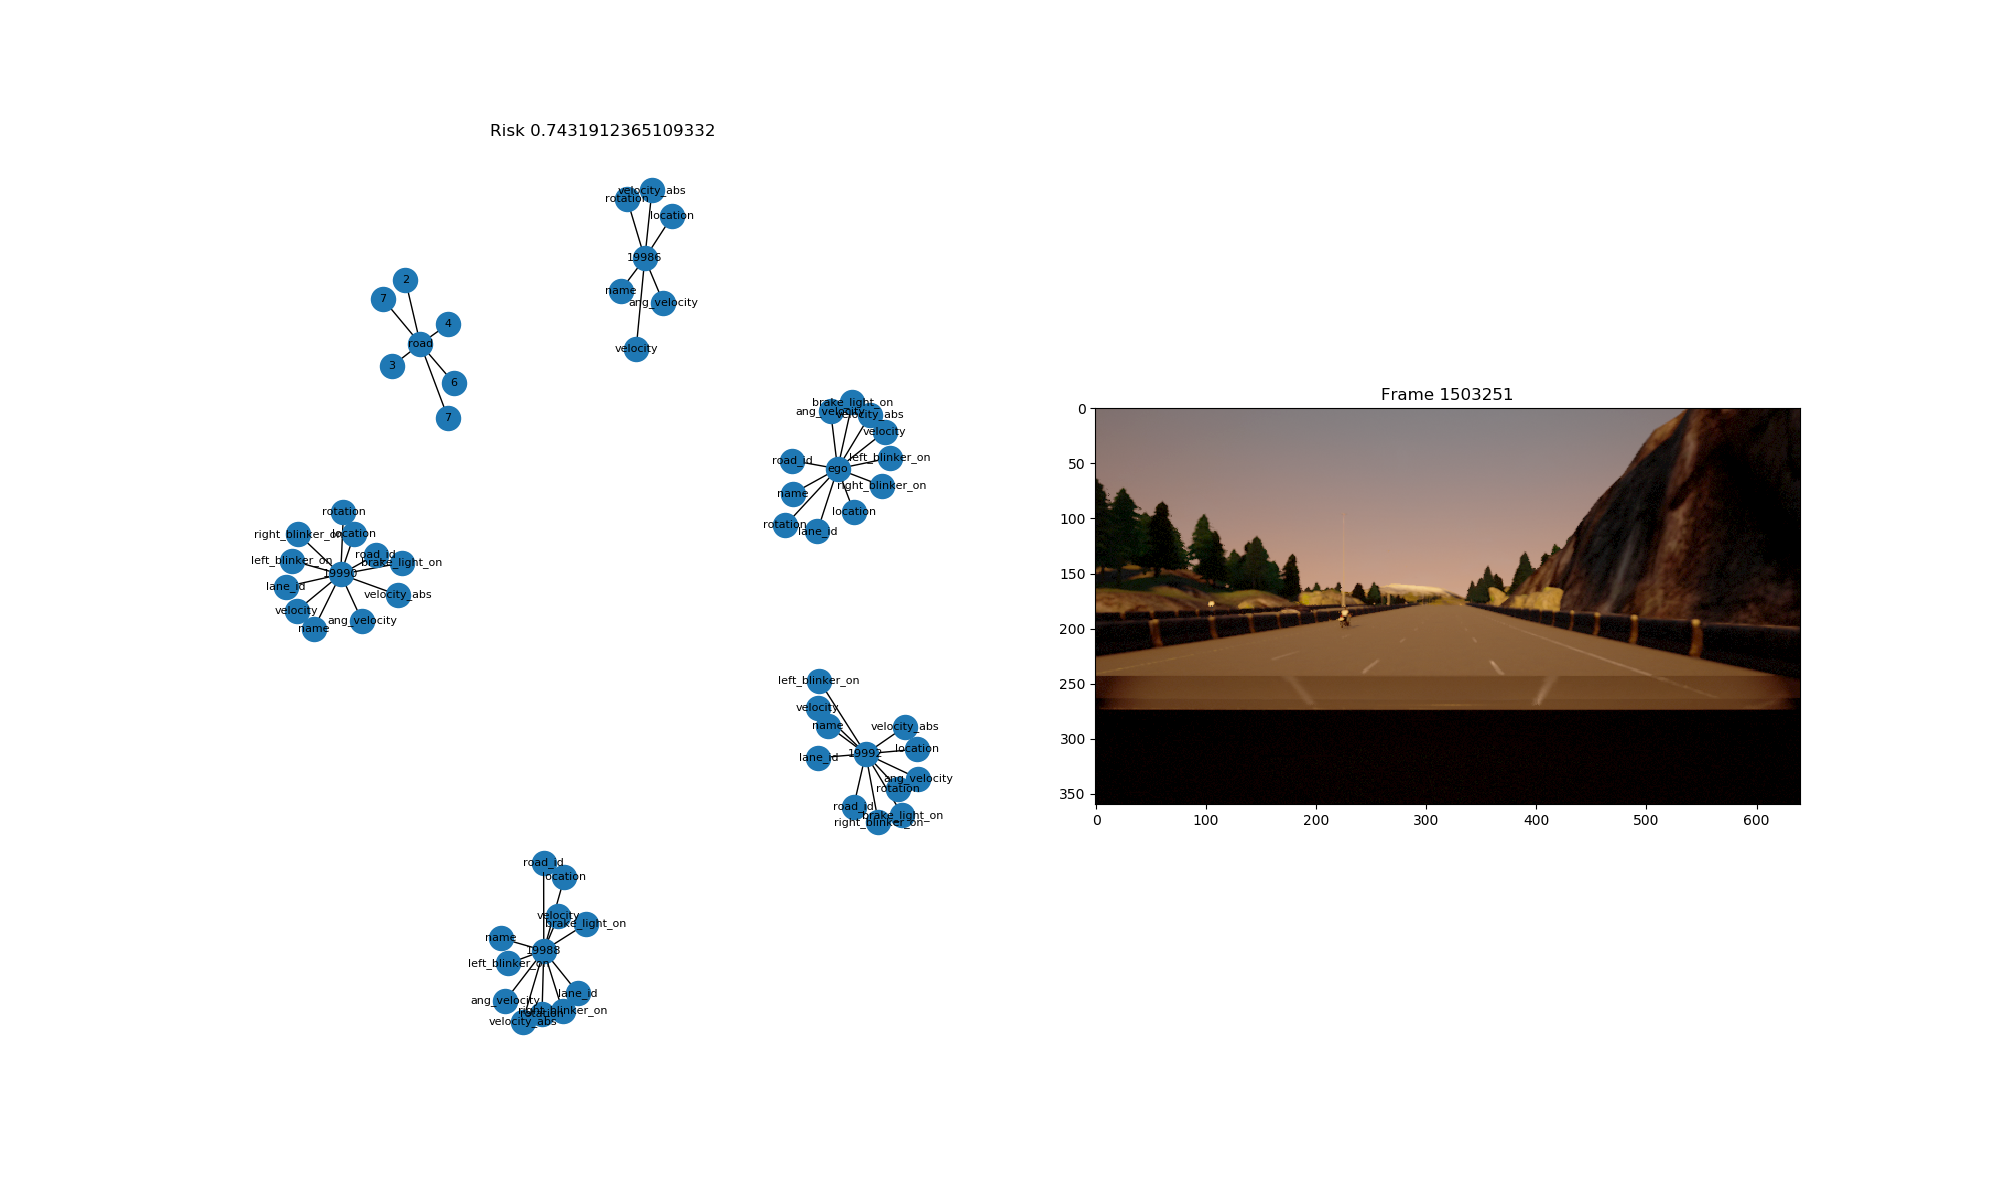 Risk 0.7431912365109332
velocity_abs
rotation
location
19986
name
ang_velocity
velocity
2
7
4
road
3
6
7
brake_light_on
ang_velocity
velocity_abs
velocity
road_id
left_blinker_on
ego
right_blinker_on
name
location
rotation
lane_id
rotation
right_blinker_on
location
road_id
left_blinker_on
brake_light_on
19990
lane_id
velocity_abs
velocity
ang_velocity
name
left_blinker_on
velocity
name
velocity_abs
location
19992
lane_id
ang_velocity
rotation
road_id
brake_light_on
right_blinker_on
road_id
location
velocity
brake_light_on
name
19988
left_blinker_on
lane_id
ang_velocity
right_blinker_on
rotation
velocity_abs
Frame 1503251
0
50
100
150
200
250
300
350
0 100 200 300 400 500 600